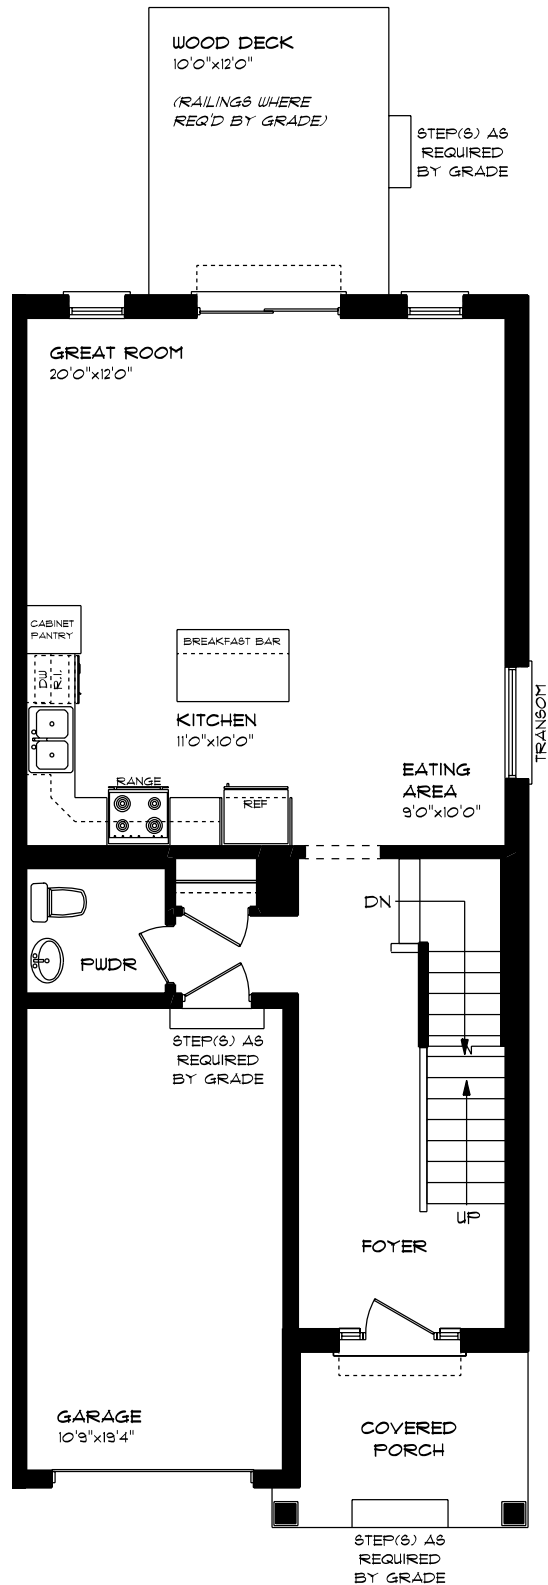 WOOD DECK
10'0"x12'0"
(RAILINGS WHERE
REQ'D BY GRADE)
STEP(S) AS
REQUIRED
BY GRADE
GREAT ROOM
20'0"x12'0"
CABINET
PANTRY
DW
R.I.
BREAKFAST BAR
TRANSOM
KITCHEN
11'0"x10'0"
EATING
AREA
9'0"x10'0"
RANGE
REF
DN
PWDR
STEP(S) AS
REQUIRED
BY GRADE
UP
FOYER
GARAGE
10'9"x19'4"
COVERED
PORCH
STEP(S) AS
REQUIRED
BY GRADE